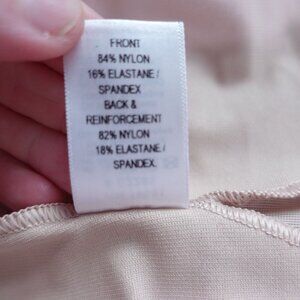 FRONT
84% NYLON
16% ELASTANE /
SPANDEX
BACK &
REINFORCEMENT
82% NYLON
18% ELASTANE /
SPANDEX